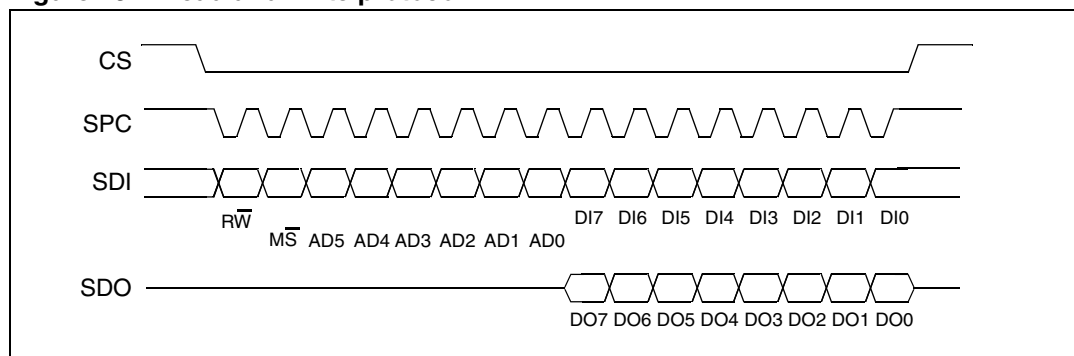 CS
SPC
SDI
RW̅
DI7 DI6 DI5 DI4 DI3 DI2 DI1 DI0
MS̅ AD5 AD4 AD3 AD2 AD1 AD0
SDO
DO7 DO6 DO5 DO4 DO3 DO2 DO1 DO0